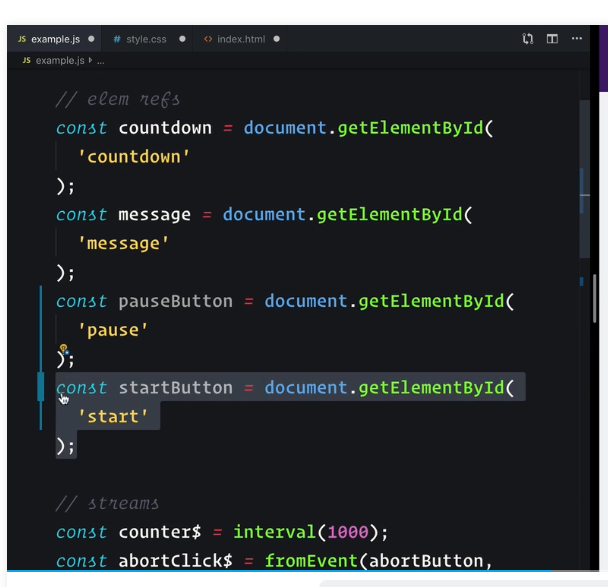 JS example.js
# style.css
<> index.html
...
JS example.js ...
// elem refs
const countdown = document.getElementById(
'countdown'
);
const message = document.getElementById(
'message'
);
const pauseButton = document.getElementById(
'pause'
);
const startButton = document.getElementById(
'start'
);
// streams
const counter$ = interval(1000);
const abortClick$ = fromEvent(abortButton,